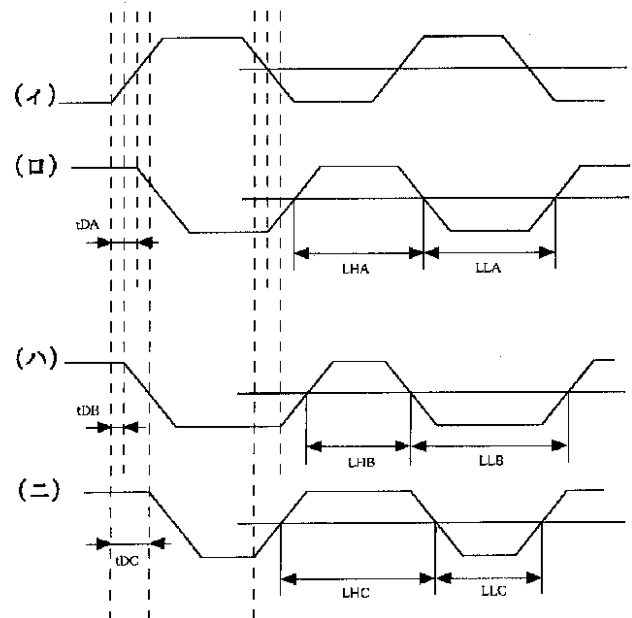 (イ)
(ロ)
tDA
LHA LLA
(ハ)
tDB
LHB LLB
(ニ)
tDC
LHC LLC